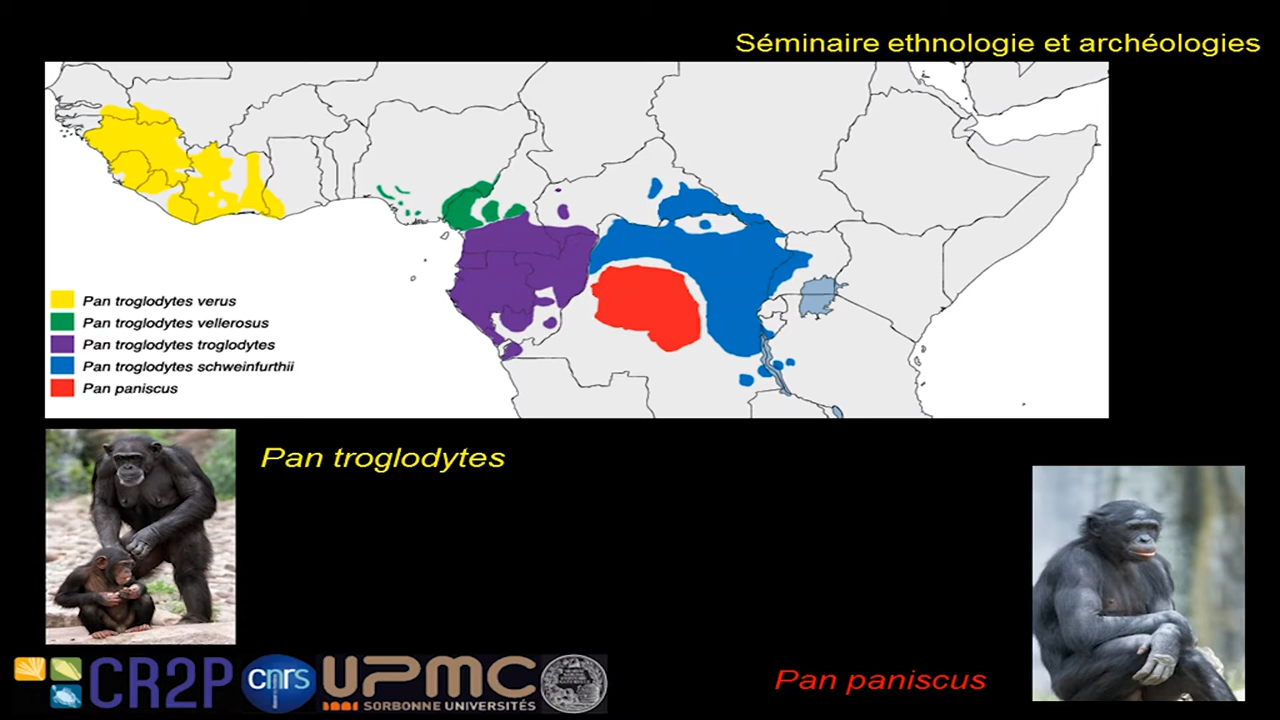 Séminaire ethnologie et archéologies
Pan troglodytes verus
Pan troglodytes vellerosus
Pan troglodytes troglodytes
Pan troglodytes schweinfurthii
Pan paniscus
Pan troglodytes
Pan paniscus
CR2P
cnrs
UPMC
SORBONNE UNIVERSITÉS